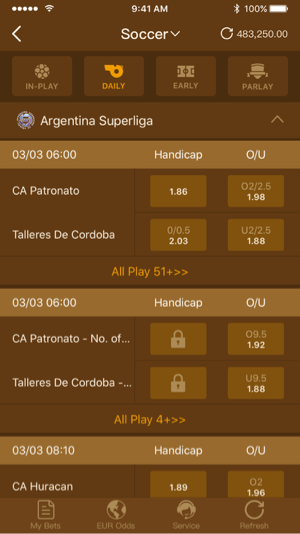 9:41 AM 100%
Soccer 483,250.00
IN-PLAY DAILY EARLY PARLAY
Argentina Superliga
03/03 06:00 Handicap O/U
CA Patronato 1.86 O2/2.5 1.98
Talleres De Cordoba 0/0.5 2.03 U2/2.5 1.88
All Play 51+>>
03/03 06:00 Handicap O/U
CA Patronato - No. of... O9.5 1.92
Talleres De Cordoba -... U9.5 1.88
All Play 4+>>
03/03 08:10 Handicap O/U
CA Huracan 1.89 O2 1.96
My Bets EUR Odds Service Refresh